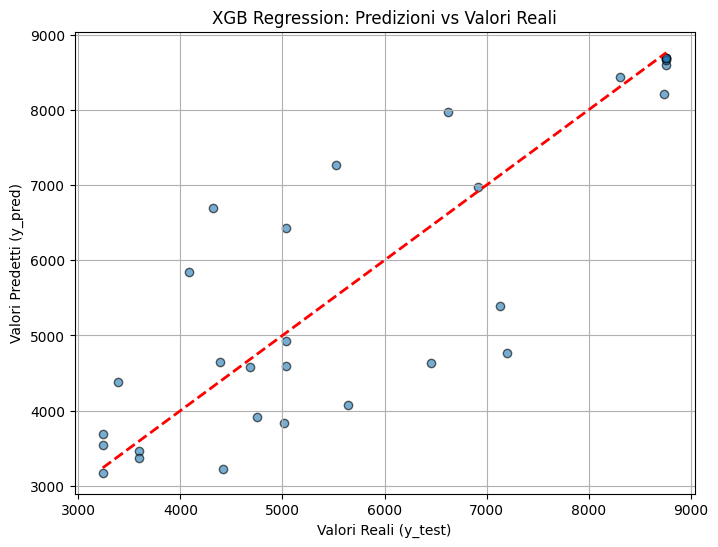 XGB Regression: Predizioni vs Valori Reali
9000
8000
7000
6000
5000
4000
3000
Valori Predetti (y_pred)
3000 4000 5000 6000 7000 8000 9000
Valori Reali (y_test)